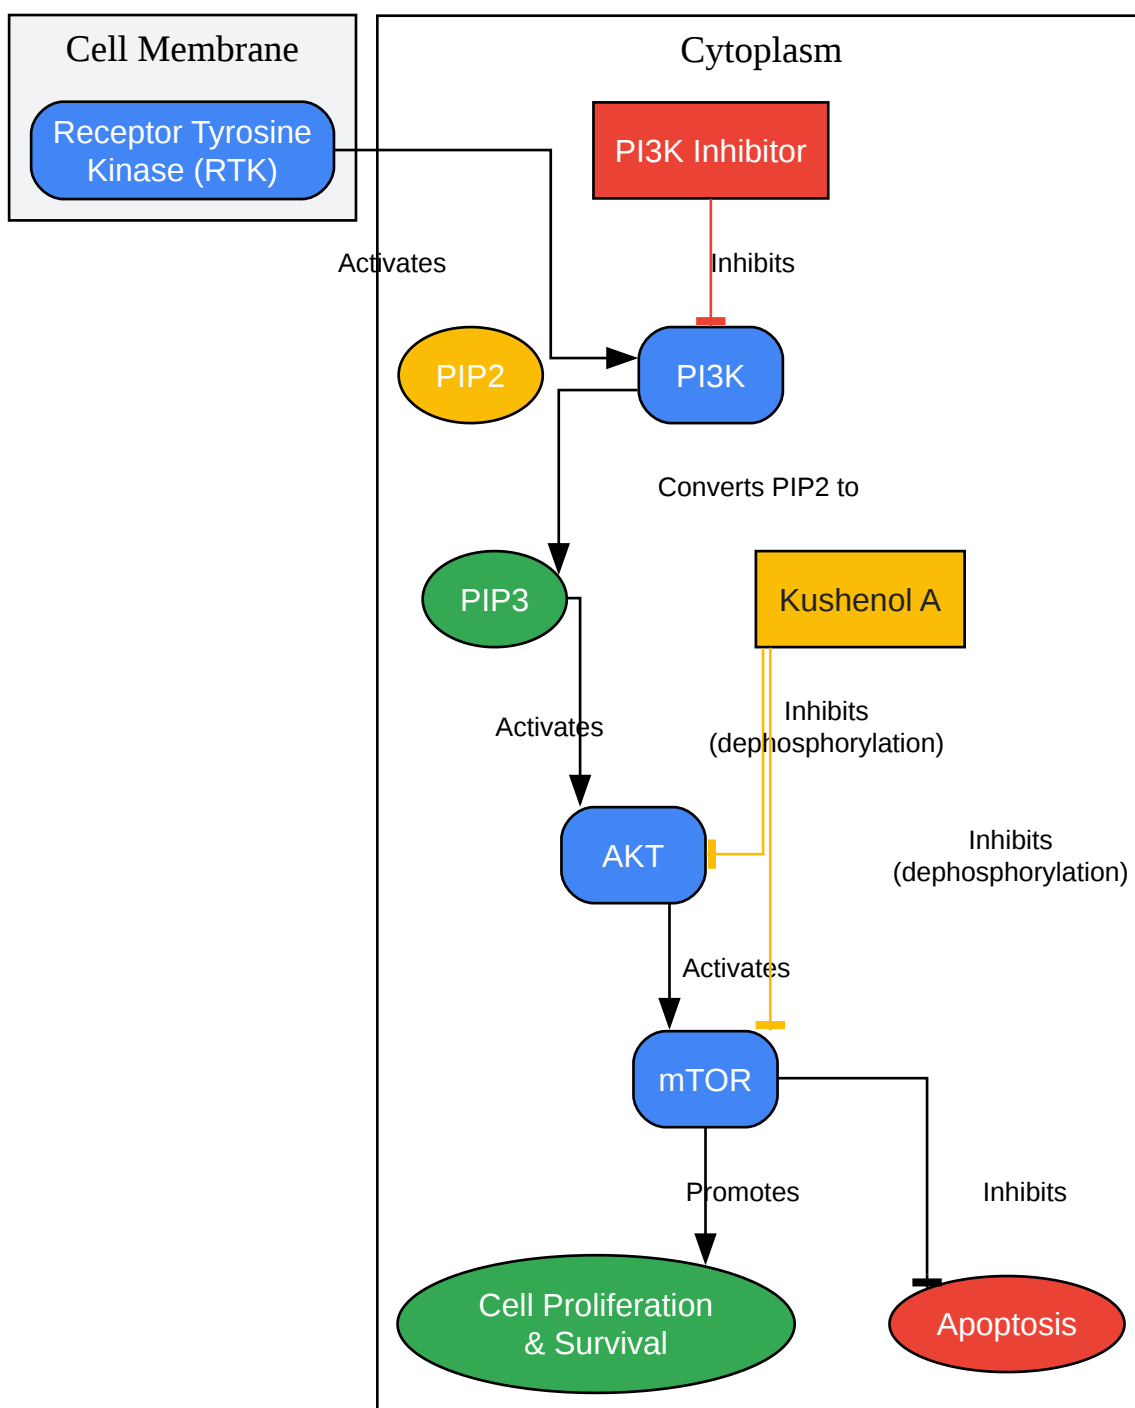 Cell Membrane
Cytoplasm
Receptor Tyrosine
Kinase (RTK)
PI3K Inhibitor
Activates
Inhibits
PIP2
PI3K
Converts PIP2 to
PIP3
Kushenol A
Activates
Inhibits
(dephosphorylation)
AKT
Inhibits
(dephosphorylation)
Activates
mTOR
Promotes
Inhibits
Cell Proliferation
& Survival
Apoptosis